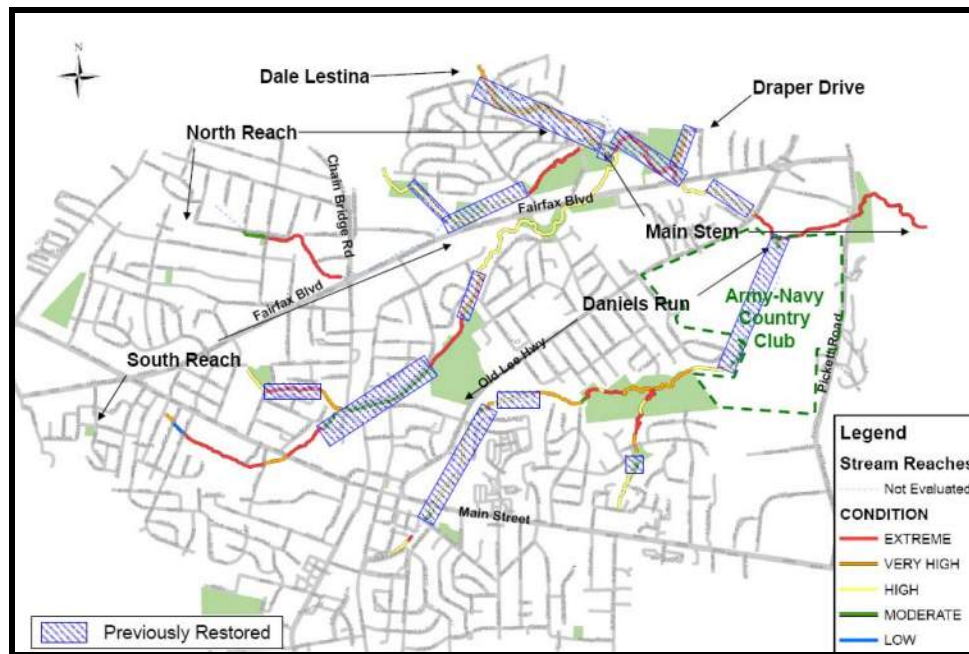 N
Dale Lestina
Draper Drive
North Reach
Chain Bridge Rd
Fairfax Blvd
Main Stem
Fairfax Blvd
Daniels Run
Army-Navy
Country
Club
South Reach
Old Lee Hwy
Pickett Road
Main Street
Legend
Stream Reaches
Not Evaluated
CONDITION
EXTREME
VERY HIGH
HIGH
MODERATE
LOW
Previously Restored